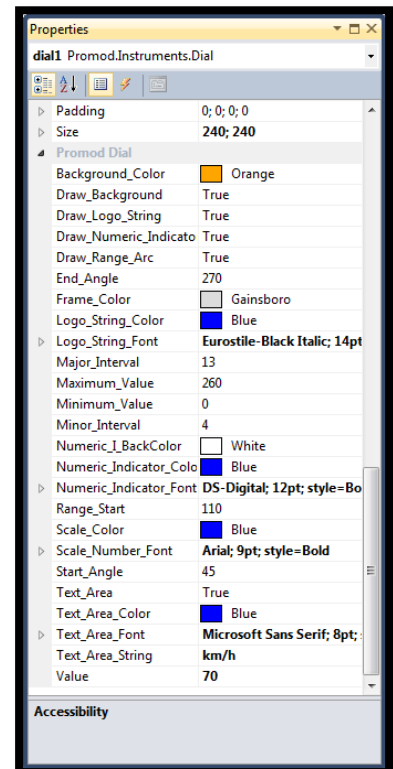 Properties
dial1 Promod.Instruments.Dial
Padding 0; 0; 0; 0
Size 240; 240
Promod Dial
Background_Color Orange
Draw_Background True
Draw_Logo_String True
Draw_Numeric_Indicato True
Draw_Range_Arc True
End_Angle 270
Frame_Color Gainsboro
Logo_String_Color Blue
Logo_String_Font Eurostile-Black Italic; 14pt
Major_Interval 13
Maximum_Value 260
Minimum_Value 0
Minor_Interval 4
Numeric_I_BackColor White
Numeric_Indicator_Colo Blue
Numeric_Indicator_Font DS-Digital; 12pt; style=Bo
Range_Start 110
Scale_Color Blue
Scale_Number_Font Arial; 9pt; style=Bold
Start_Angle 45
Text_Area True
Text_Area_Color Blue
Text_Area_Font Microsoft Sans Serif; 8pt;
Text_Area_String km/h
Value 70
Accessibility